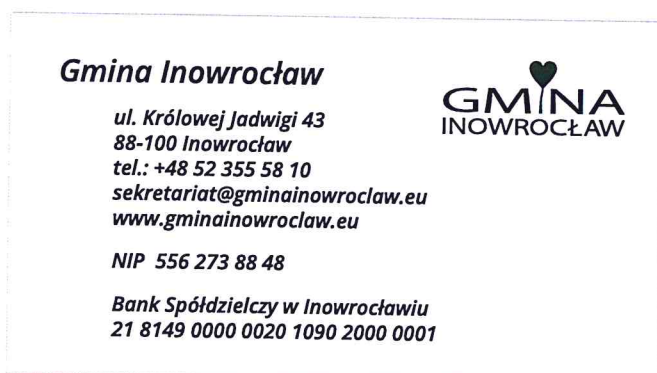 Gmina Inowrocław
GMINA
INOWROCŁAW
ul. Królowej Jadwigi 43
88-100 Inowrocław
tel.: +48 52 355 58 10
sekretariat@gminainowroclaw.eu
www.gminainowroclaw.eu
NIP 556 273 88 48
Bank Spółdzielczy w Inowrocławiu
21 8149 0000 0020 1090 2000 0001